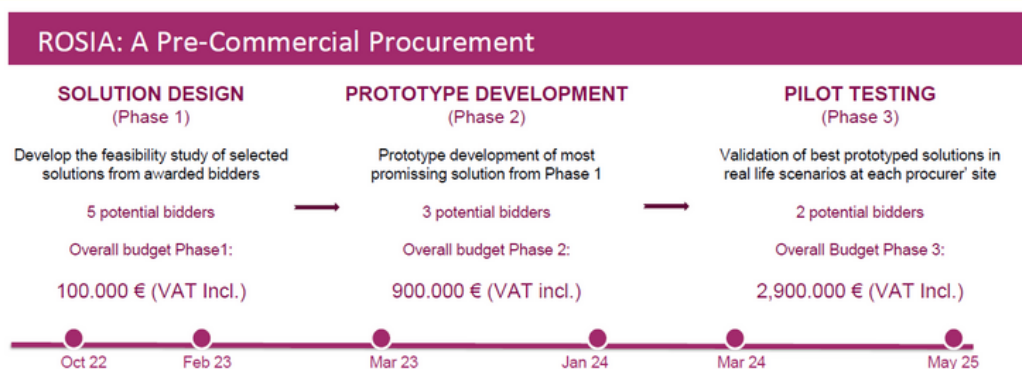 ROSIA: A Pre-Commercial Procurement
SOLUTION DESIGN
(Phase 1)
Develop the feasibility study of selected
solutions from awarded bidders
5 potential bidders
Overall budget Phase1:
100.000 € (VAT Incl.)
PROTOTYPE DEVELOPMENT
(Phase 2)
Prototype development of most
promissing solution from Phase 1
3 potential bidders
Overall budget Phase 2:
900.000 € (VAT incl.)
PILOT TESTING
(Phase 3)
Validation of best prototyped solutions in
real life scenarios at each procurer' site
2 potential bidders
Overall Budget Phase 3:
2,900.000 € (VAT Incl.)
Oct 22
Feb 23
Mar 23
Jan 24
Mar 24
May 25